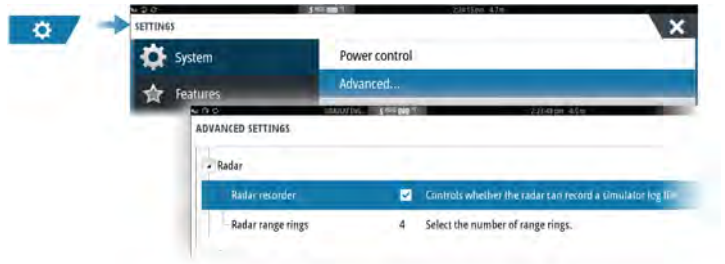 SETTINGS
System
Power control
Advanced...
Features
ADVANCED SETTINGS
Radar
Radar recorder Controls whether the radar can record a simulator log file
Radar range rings 4 Select the number of range rings.